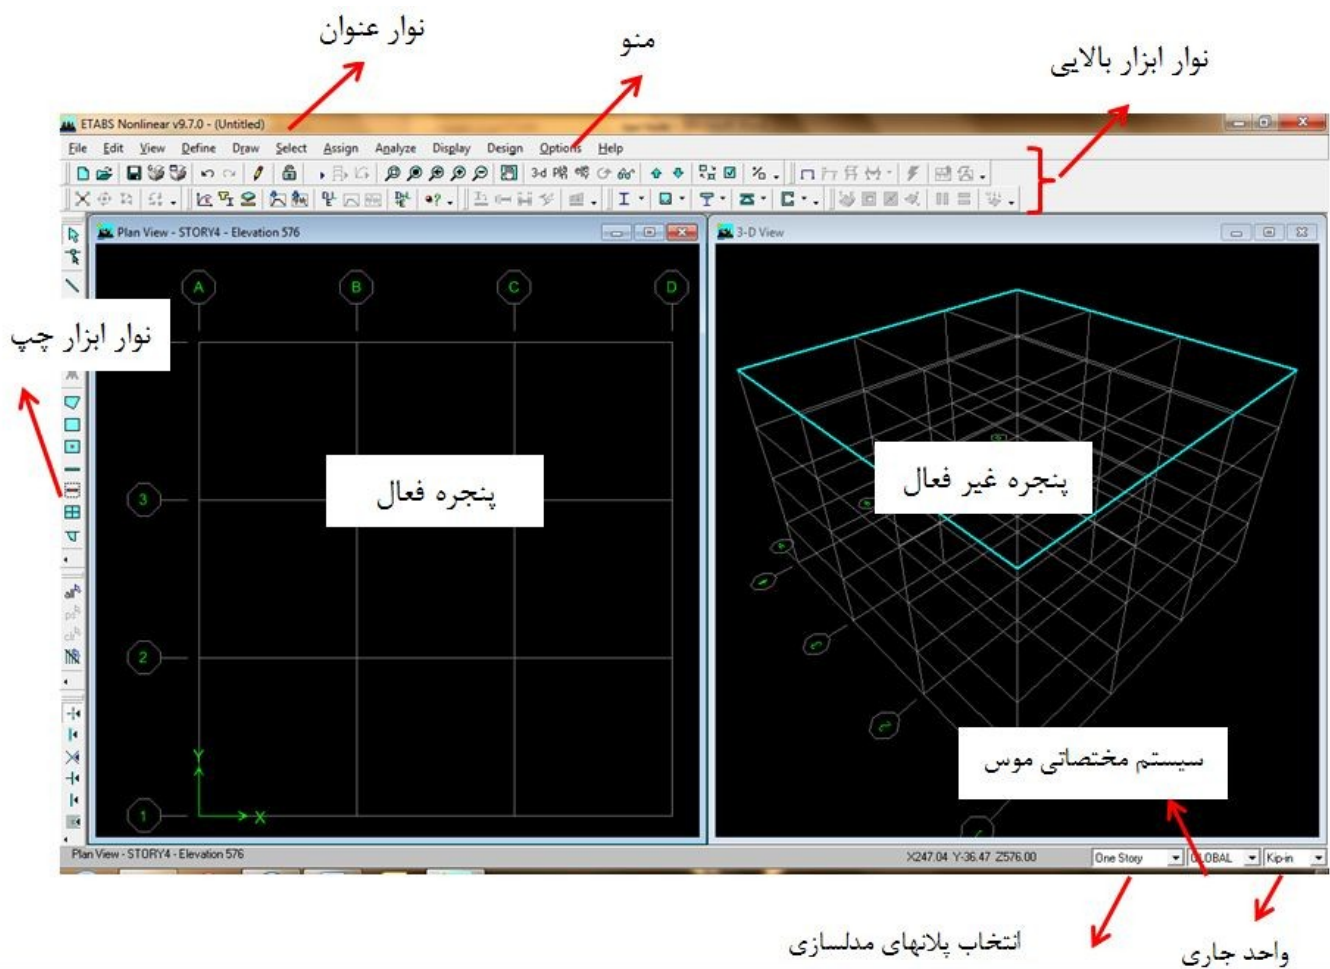 نوار عنوان
منو
نوار ابزار بالایی
ETABS Nonlinear v9.7.0 - (Untitled)
File Edit View Define Draw Select Assign Analyze Display Design Options Help
3-d
Plan View - STORY4 - Elevation 576
3-D View
A B C D
نوار ابزار چپ
پنجره فعال
پنجره غیر فعال
3
all
2
Y
سیستم مختصاتی موس
1
X
Plan View - STORY4 - Elevation 576
X247.04 Y-36.47 Z576.00
One Story
GLOBAL
Kip-in
انتخاب پلانهای مدلسازی
واحد جاری